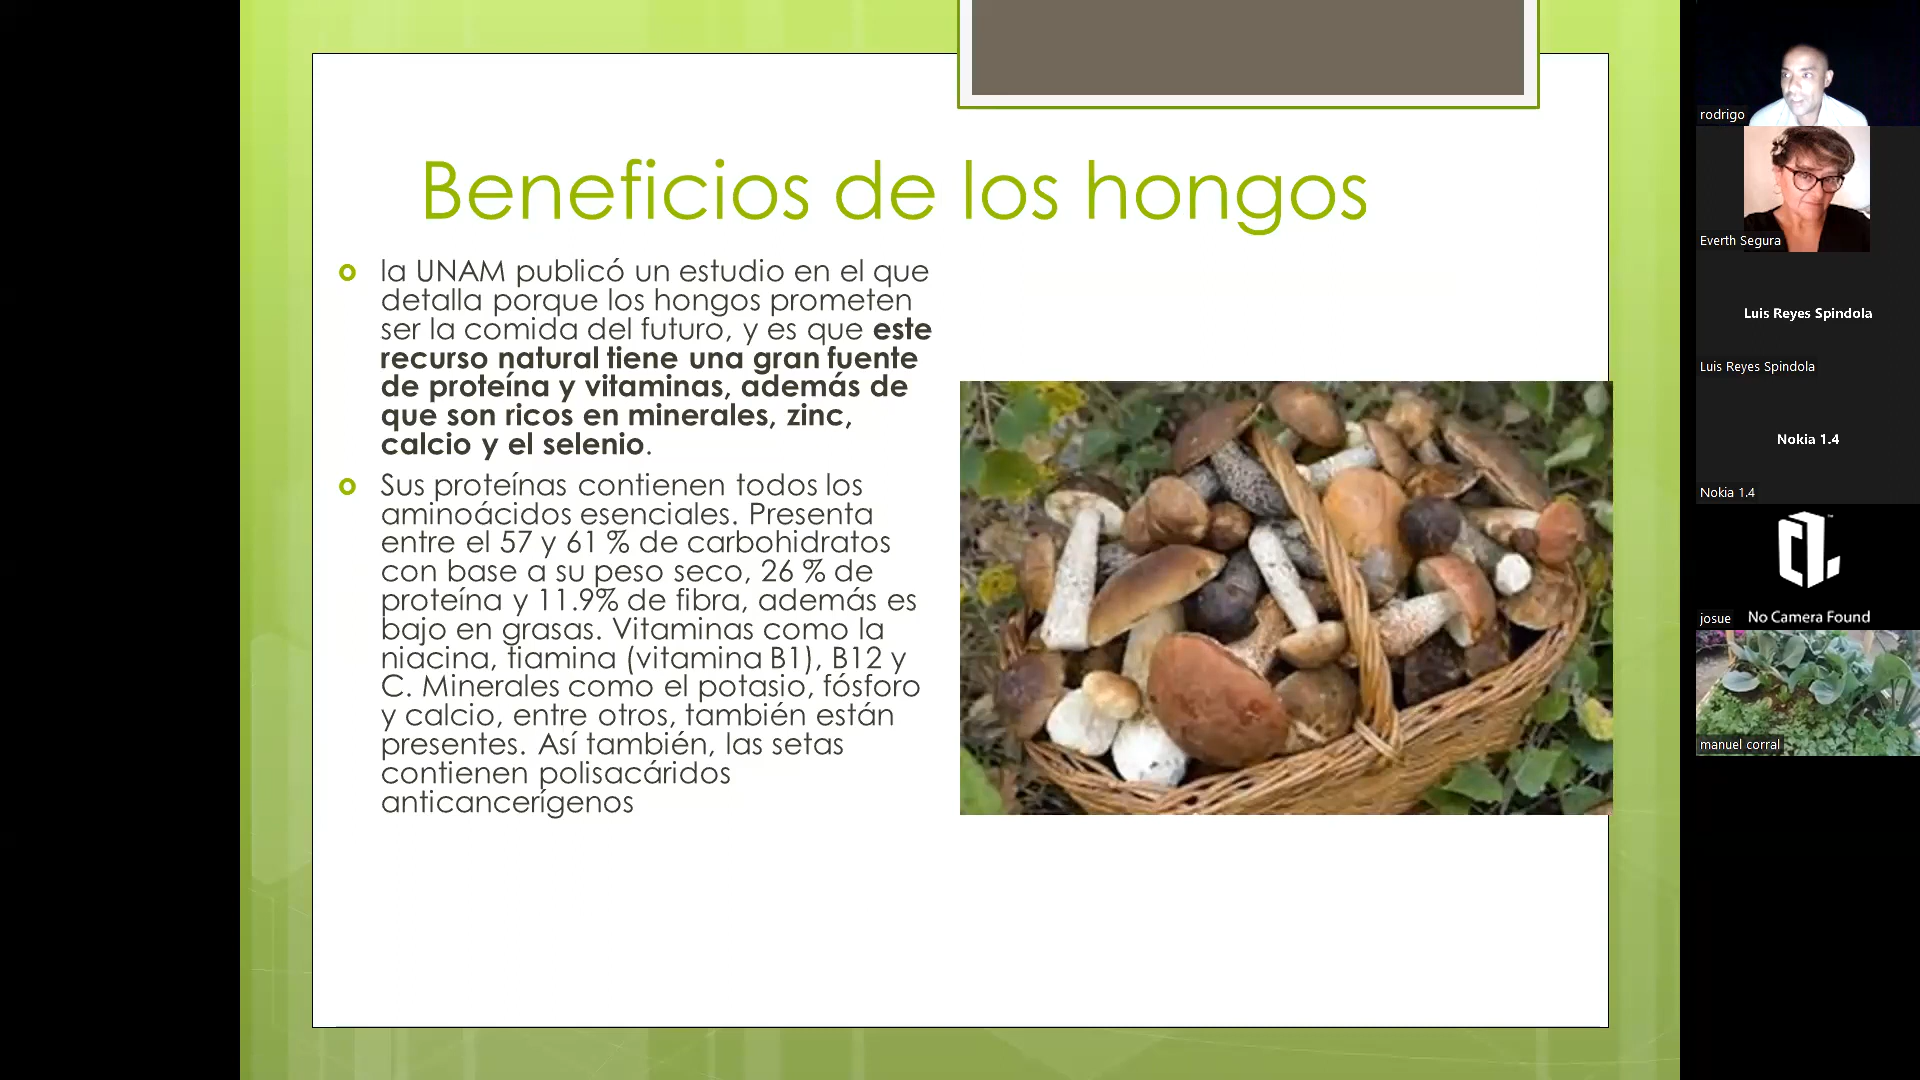 Beneficios de los hongos
la UNAM publicó un estudio en el que
detalla porque los hongos prometen
ser la comida del futuro, y es que este
recurso natural tiene una gran fuente
de proteína y vitaminas, además de
que son ricos en minerales, zinc,
calcio y el selenio.
Sus proteínas contienen todos los
aminoácidos esenciales. Presenta
entre el 57 y 61 % de carbohidratos
con base a su peso seco, 26 % de
proteína y 11.9% de fibra, además es
bajo en grasas. Vitaminas como la
niacina, tiamina (vitamina B1), B12 y
C. Minerales como el potasio, fósforo
y calcio, entre otros, también están
presentes. Así también, las setas
contienen polisacáridos
anticancerígenos
rodrigo
Everth Segura
Luis Reyes Spindola
Luis Reyes Spindola
Nokia 1.4
Nokia 1.4
No Camera Found
josue
manuel corral